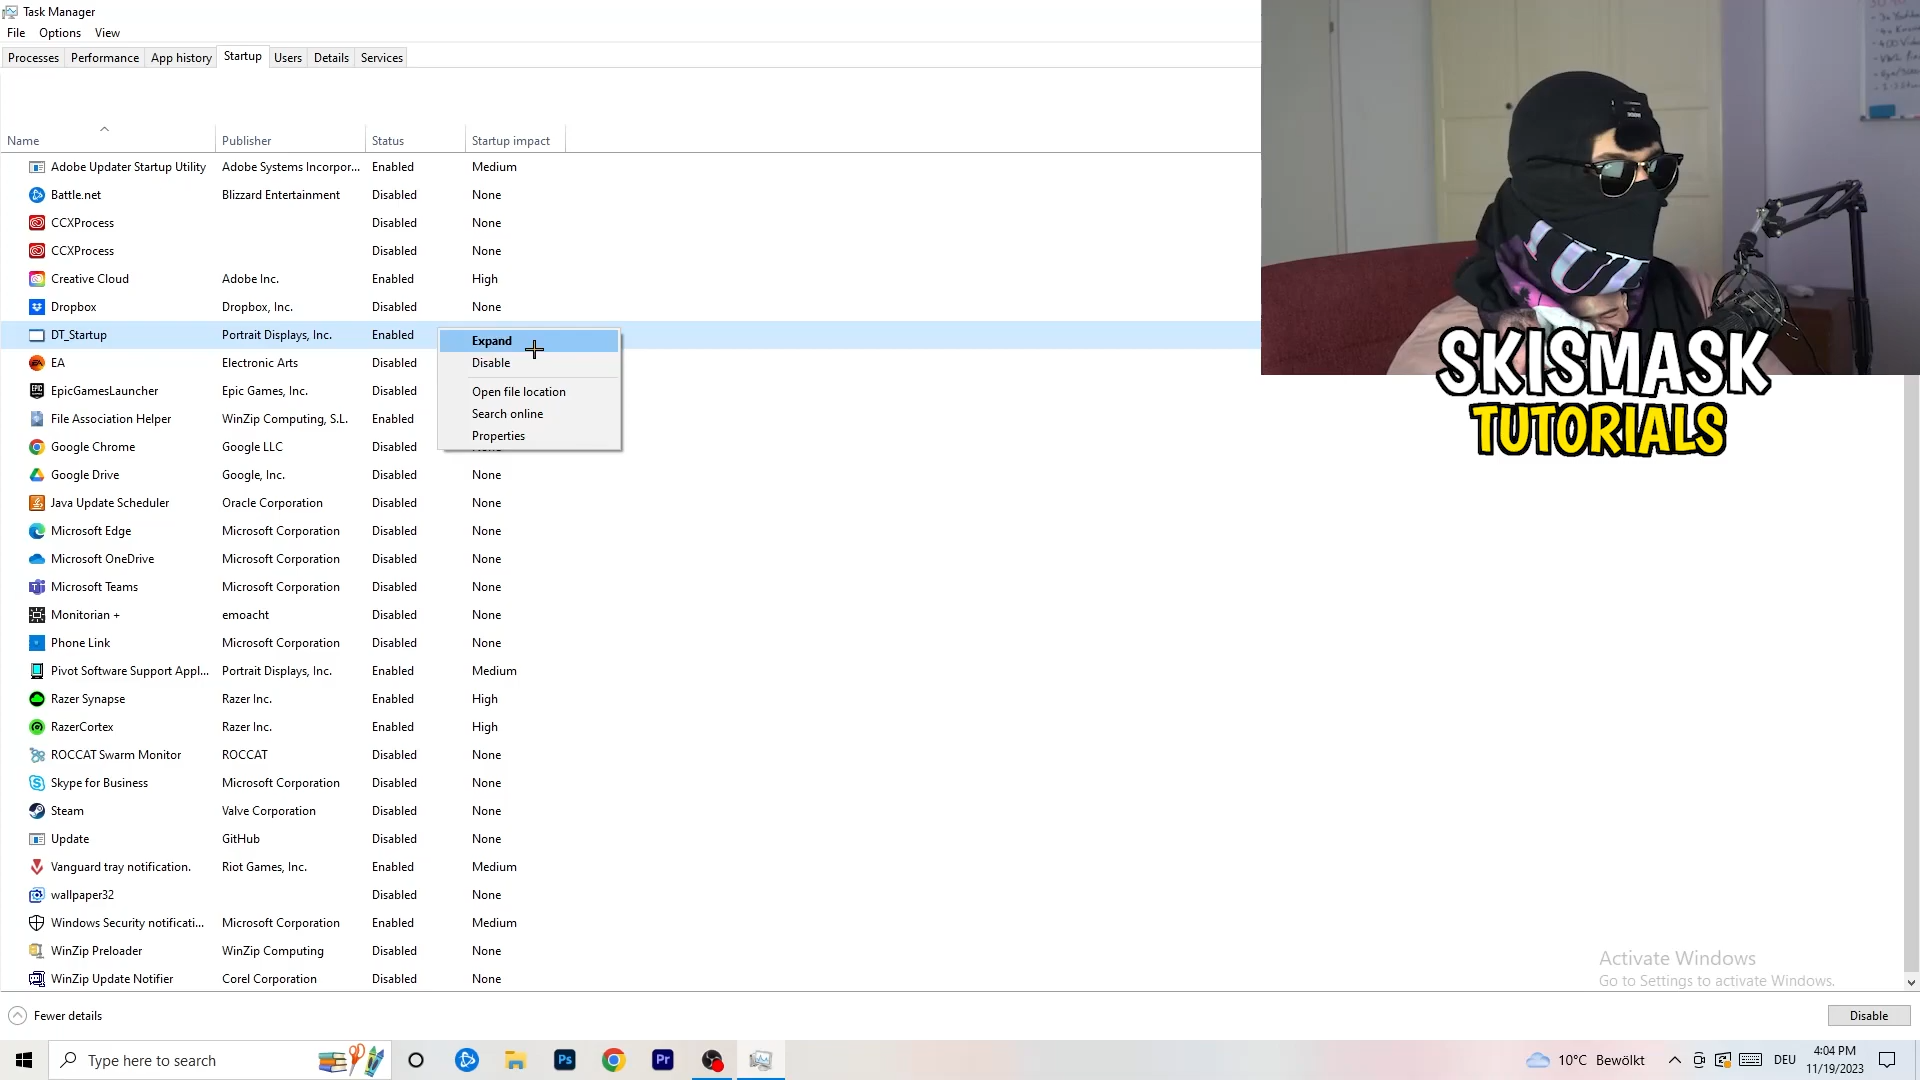 Task Manager
File Options View
Processes Performance App history Startup Users Details Services
Name Publisher Status Startup impact
Adobe Updater Startup Utility Adobe Systems Incorpor... Enabled Medium
Battle.net Blizzard Entertainment Disabled None
CCXProcess Disabled None
CCXProcess Disabled None
Creative Cloud Adobe Inc. Enabled High
Dropbox Dropbox, Inc. Disabled None
DT_Startup Portrait Displays, Inc. Enabled
EA Electronic Arts Disabled
EpicGamesLauncher Epic Games, Inc. Disabled
File Association Helper WinZip Computing, S.L. Enabled
Google Chrome Google LLC Disabled
Google Drive Google, Inc. Disabled None
Java Update Scheduler Oracle Corporation Disabled None
Microsoft Edge Microsoft Corporation Disabled None
Microsoft OneDrive Microsoft Corporation Disabled None
Microsoft Teams Microsoft Corporation Disabled None
Monitorian + emoacht Disabled None
Phone Link Microsoft Corporation Disabled None
Pivot Software Support Appl... Portrait Displays, Inc. Enabled Medium
Razer Synapse Razer Inc. Enabled High
RazerCortex Razer Inc. Enabled High
ROCCAT Swarm Monitor ROCCAT Disabled None
Skype for Business Microsoft Corporation Disabled None
Steam Valve Corporation Disabled None
Update GitHub Disabled None
Vanguard tray notification. Riot Games, Inc. Enabled Medium
wallpaper32 Disabled None
Windows Security notificati... Microsoft Corporation Enabled Medium
WinZip Preloader WinZip Computing Disabled None
WinZip Update Notifier Corel Corporation Disabled None
Expand
Disable
Open file location
Search online
Properties
SKISMASK
TUTORIALS
Activate Windows
Go to Settings to activate Windows.
Fewer details
Disable
Type here to search
Ps
Pr
10°C Bewölkt
DEU
4:04 PM
11/19/2023